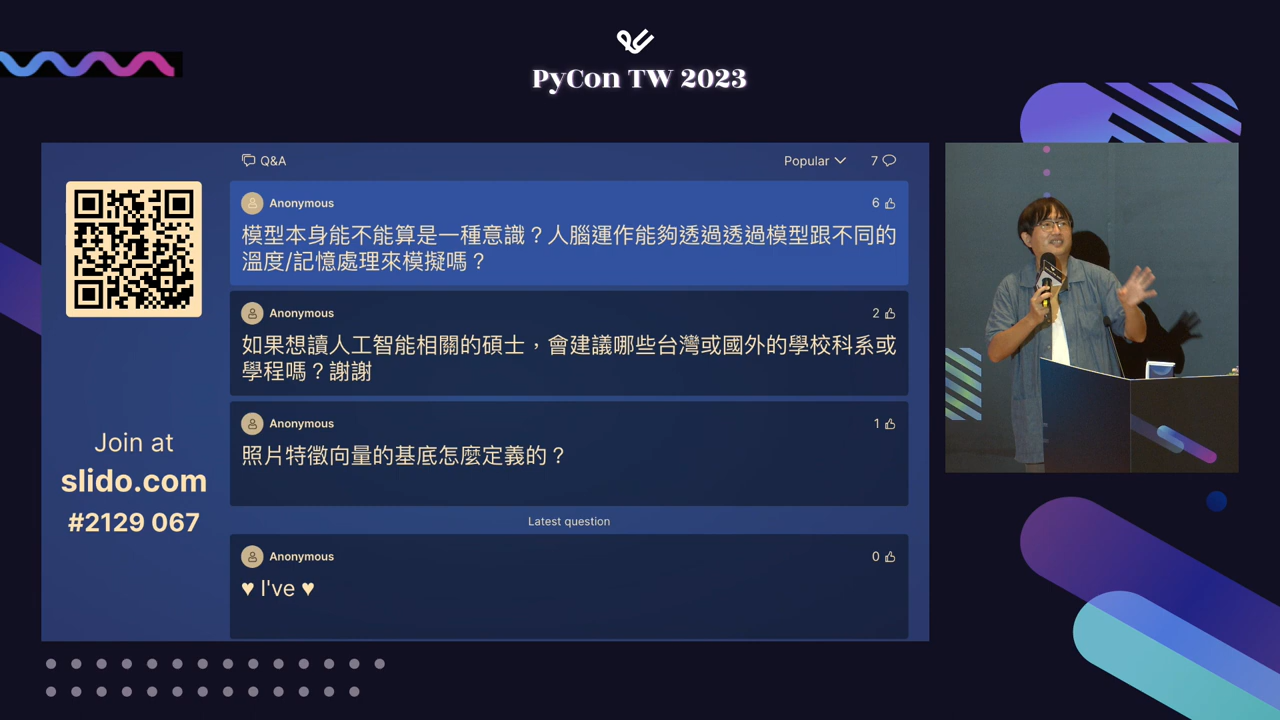 PyCon TW 2023
Q&A
Popular
7
Anonymous
6
模型本身能不能算是一種意識？人腦運作能夠透過透過模型跟不同的
溫度/記憶處理來模擬嗎？
Anonymous
2
如果想讀人工智能相關的碩士，會建議哪些台灣或國外的學校科系或
學程嗎？謝謝
Anonymous
1
照片特徵向量的基底怎麼定義的？
Latest question
Anonymous
0
♥ I've ♥
Join at
slido.com
#2129 067